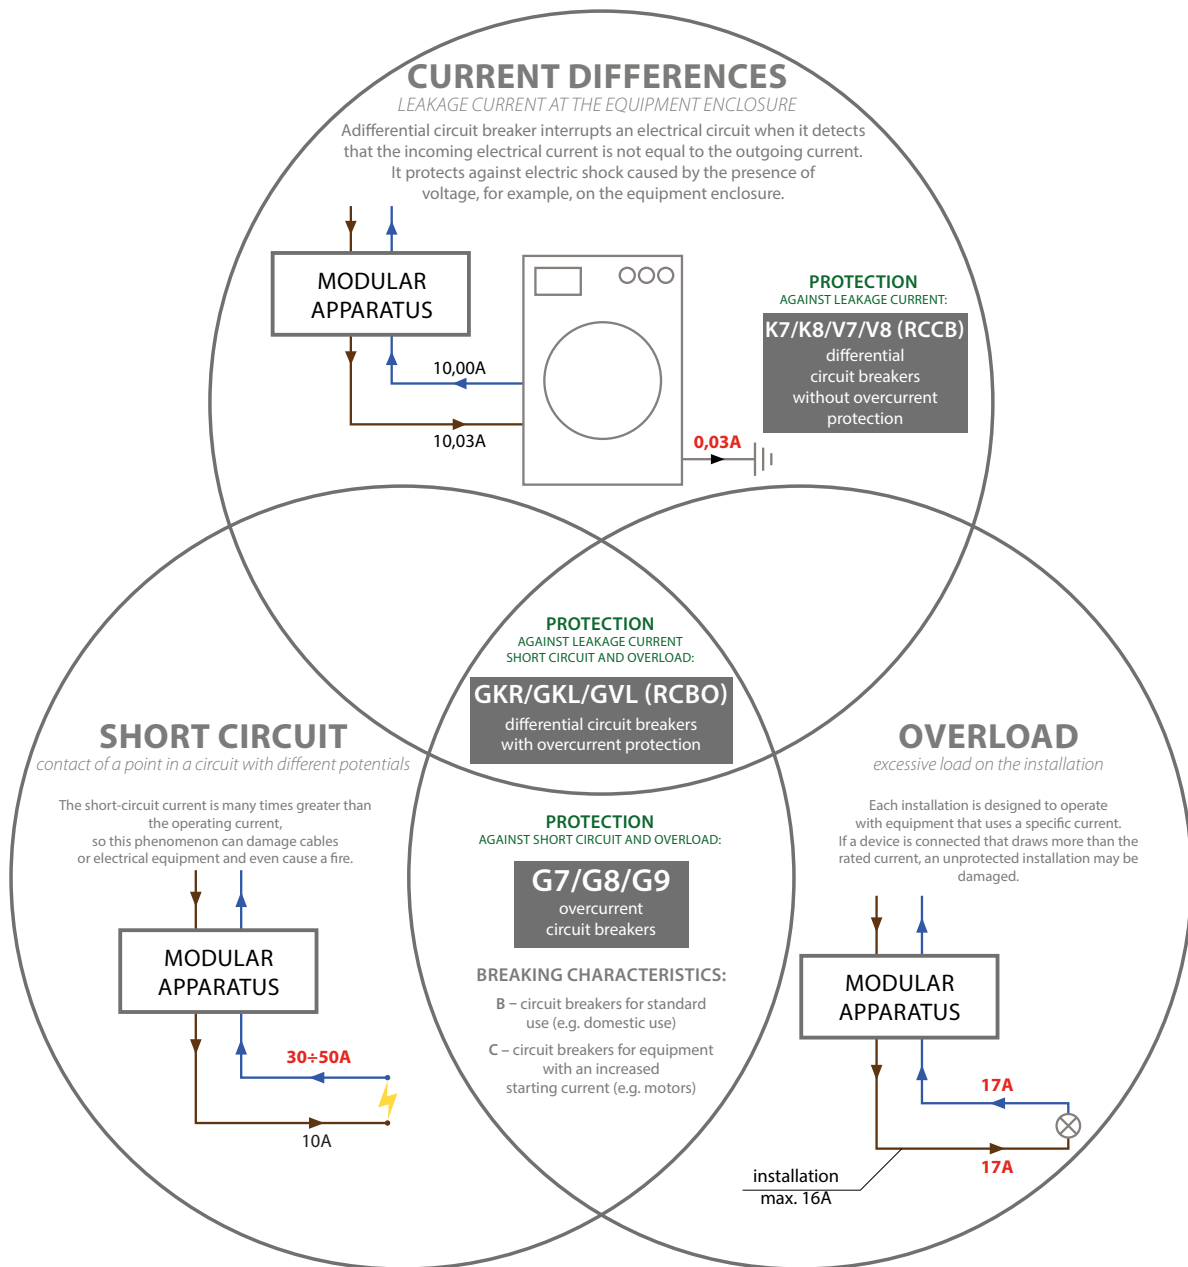 CURRENT DIFFERENCES
LEAKAGE CURRENT AT THE EQUIPMENT ENCLOSURE
Adifferential circuit breaker interrupts an electrical circuit when it detects
that the incoming electrical current is not equal to the outgoing current.
It protects against electric shock caused by the presence of
voltage, for example, on the equipment enclosure.
MODULAR
APPARATUS
10,00A
10,03A
0,03A
PROTECTION
AGAINST LEAKAGE CURRENT:
K7/K8/V7/V8 (RCCB)
differential
circuit breakers
without overcurrent
protection
PROTECTION
AGAINST LEAKAGE CURRENT
SHORT CIRCUIT AND OVERLOAD:
GKR/GKL/GVL (RCBO)
differential circuit breakers
with overcurrent protection
SHORT CIRCUIT
contact of a point in a circuit with different potentials
The short-circuit current is many times greater than
the operating current,
so this phenomenon can damage cables
or electrical equipment and even cause a fire.
MODULAR
APPARATUS
30÷50A
10A
PROTECTION
AGAINST SHORT CIRCUIT AND OVERLOAD:
G7/G8/G9
overcurrent
circuit breakers
BREAKING CHARACTERISTICS:
B – circuit breakers for standard
use (e.g. domestic use)
C – circuit breakers for equipment
with an increased
starting current (e.g. motors)
OVERLOAD
excessive load on the installation
Each installation is designed to operate
with equipment that uses a specific current.
If a device is connected that draws more than the
rated current, an unprotected installation may be
damaged.
MODULAR
APPARATUS
17A
17A
installation
max. 16A